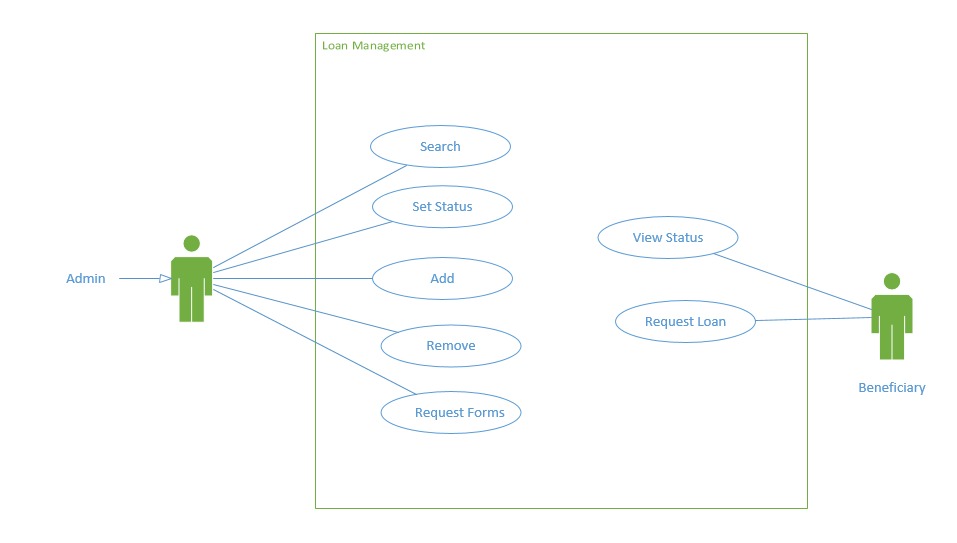 Loan Management
Search
Set Status
View Status
Admin
Add
Request Loan
Remove
Beneficiary
Request Forms